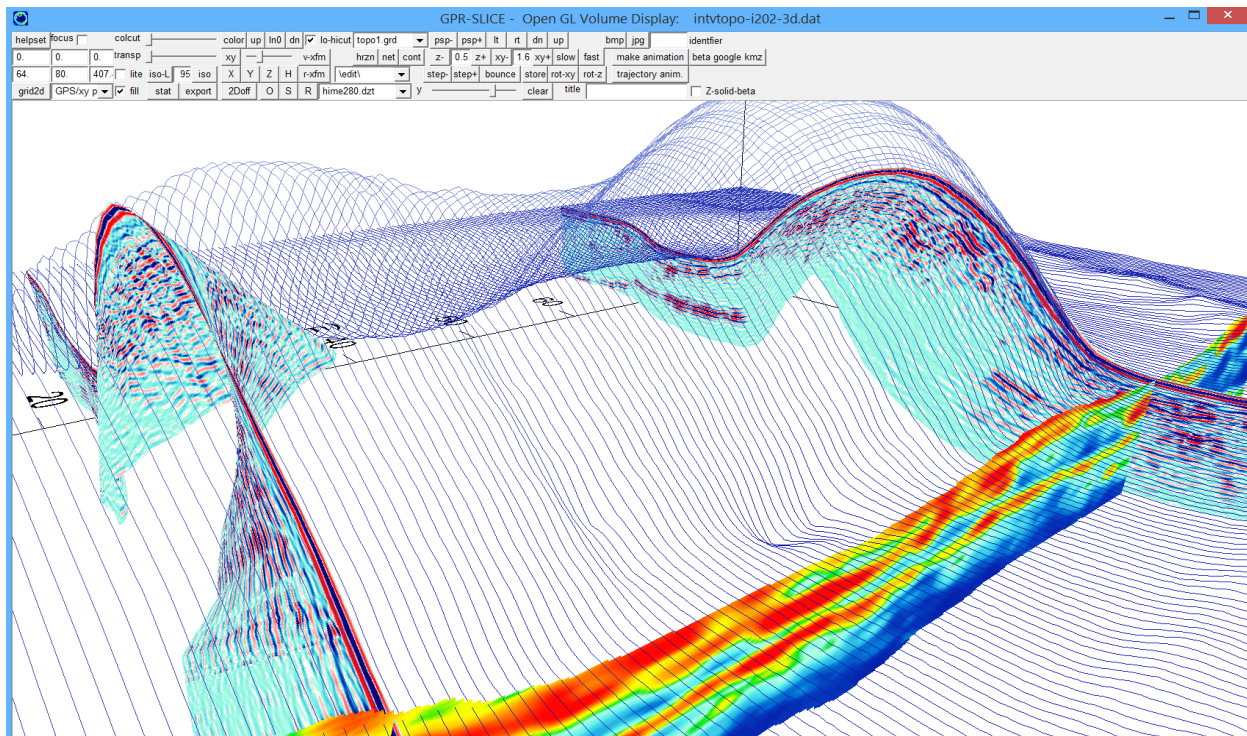 GPR-SLICE - Open GL Volume Display: intvtopo-i202-3d.dat
helpset focus colcut color up ln0 dn lo-hicut topo1.grd psp- psp+ lt rt dn up bmp jpg identfier
0. 0. 0. transp xy v-xfm hrzn net cont z- 0.5 z+ xy- 1.6 xy+ slow fast make animation beta google kmz
64. 80. 407. lite iso-L 95 iso X Y Z H r-xfm \edit\ step- step+ bounce store rot-xy rot-z trajectory anim.
grid2d GPS/xy p fill stat export 2Doff O S R hime280.dzt y clear title Z-solid-beta
60
20